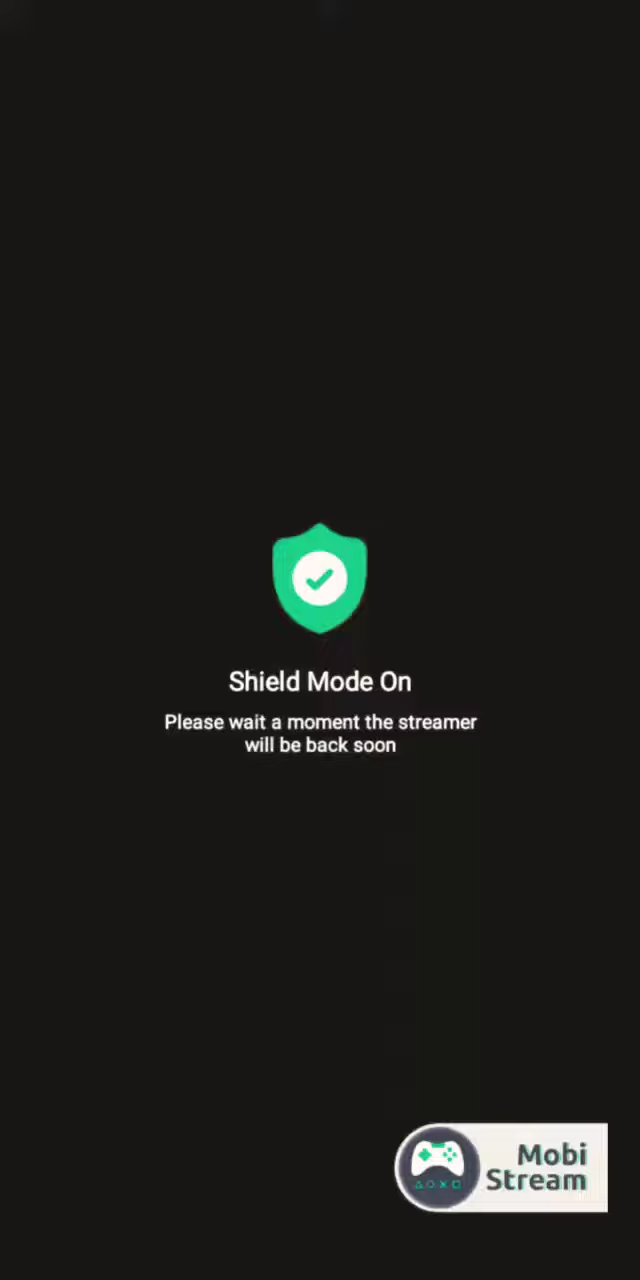 Shield Mode On
Please wait a moment the streamer
will be back soon
Mobi
Stream